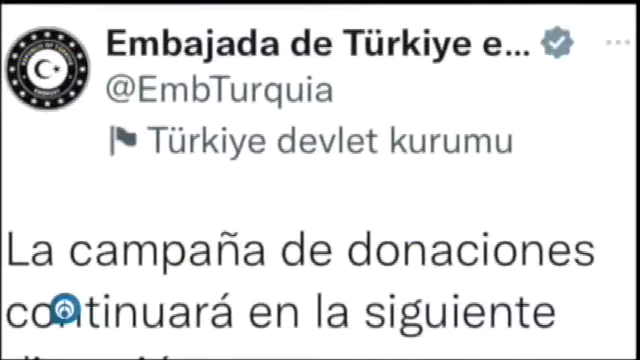 Embajada de Türkiye e...
@EmbTurquia
Türkiye devlet kurumu
La campaña de donaciones
continuará en la siguiente